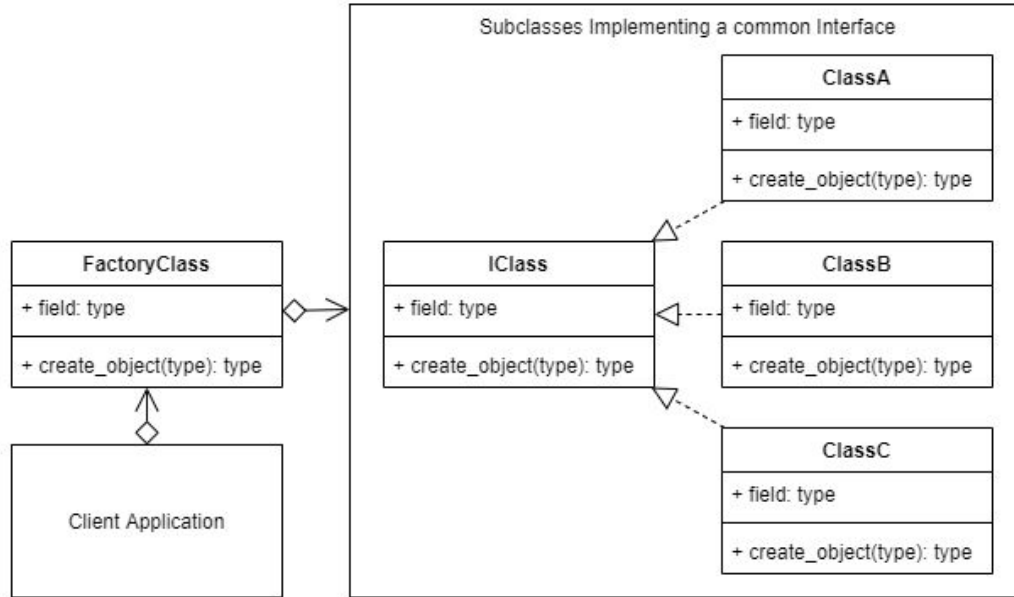 Subclasses Implementing a common Interface
ClassA
+ field: type
+ create_object(type): type
FactoryClass
+ field: type
+ create_object(type): type
IClass
+ field: type
+ create_object(type): type
ClassB
+ field: type
+ create_object(type): type
ClassC
+ field: type
+ create_object(type): type
Client Application